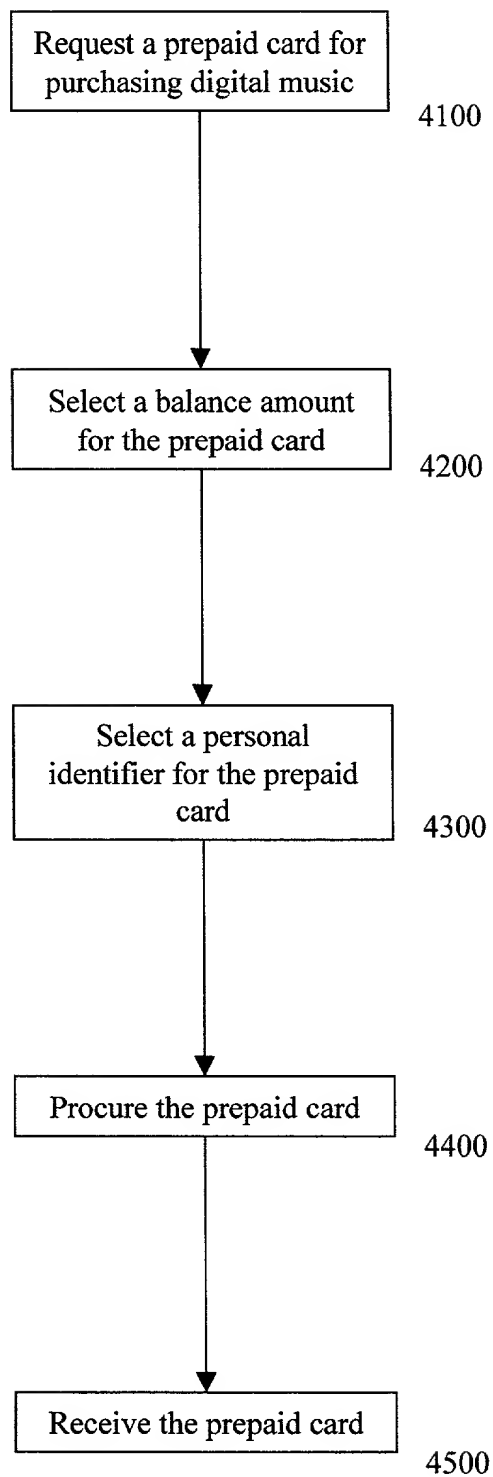 Request a prepaid card for
purchasing digital music
4100
Select a balance amount
for the prepaid card
4200
Select a personal
identifier for the prepaid
card
4300
Procure the prepaid card
4400
Receive the prepaid card
4500